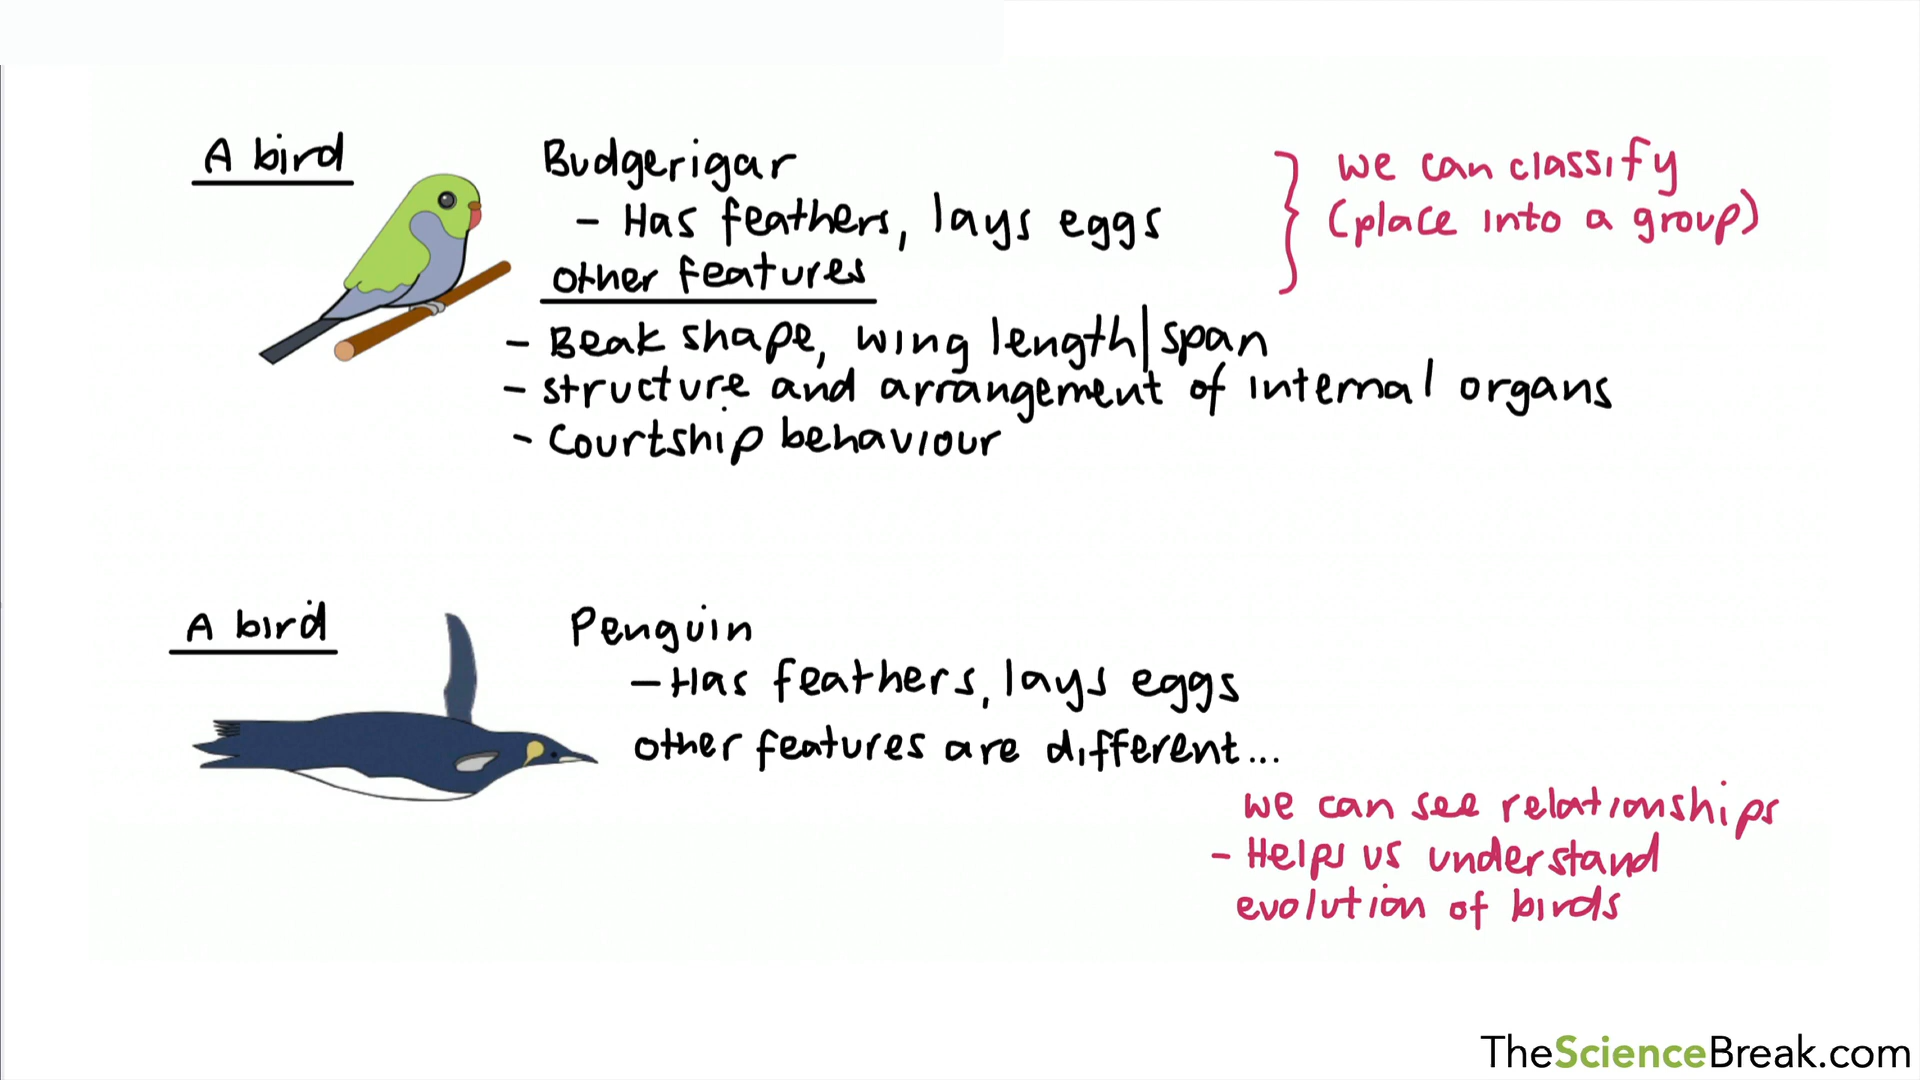 A bird
Budgerigar
- Has feathers, lays eggs
other features
- Beak shape, wing length|span
- structure and arrangement of internal organs
- Courtship behaviour
we can classify
(place into a group)
A bird
Penguin
- Has feathers, lays eggs
other features are different...
we can see relationships
- Helps us understand
evolution of birds
TheScienceBreak.com